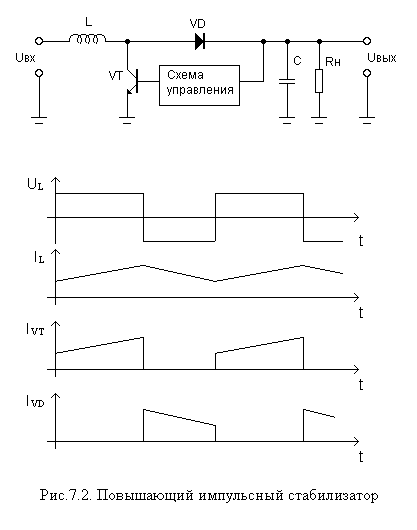 L
VD
Uвх
VT
Схема
управления
C
Rн
Uвых
UL
t
IL
t
IVT
t
IVD
t
Рис.7.2. Повышающий импульсный стабилизатор